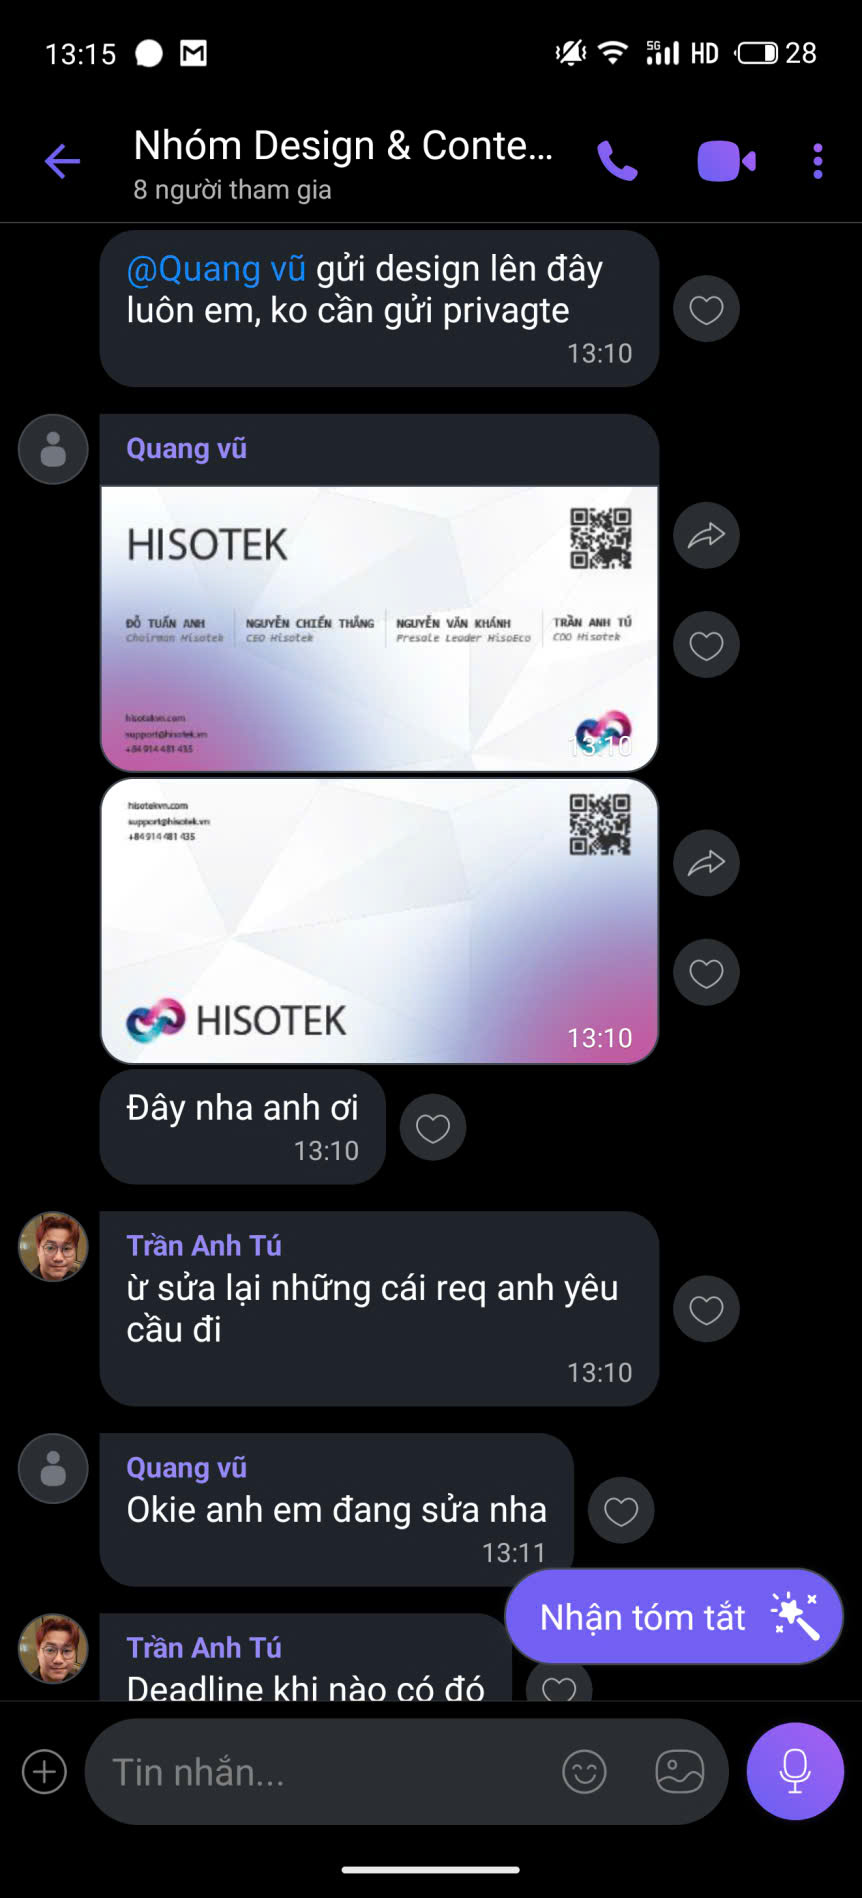 13:15
5G
HD
28
Nhóm Design & Conte...
8 người tham gia
@Quang vũ gửi design lên đây
luôn em, ko cần gửi privagte
13:10
Quang vũ
HISOTEK
ĐỖ TUẤN ANH
Chairman Hisotek
NGUYỄN CHIẾN THẮNG
CEO Hisotek
NGUYỄN VĂN KHÁNH
Presale Leader HisoEco
TRẦN ANH TÚ
COO Hisotek
hisotekvn.com
support@hisotek.vn
+84 914 481 435
13:10
hisotekvn.com
support@hisotek.vn
+84 914 481 435
HISOTEK
13:10
Đây nha anh ơi
13:10
Trần Anh Tú
ừ sửa lại những cái req anh yêu
cầu đi
13:10
Quang vũ
Okie anh em đang sửa nha
13:11
Nhận tóm tắt
Trần Anh Tú
Deadline khi nào có đó
Tin nhắn...